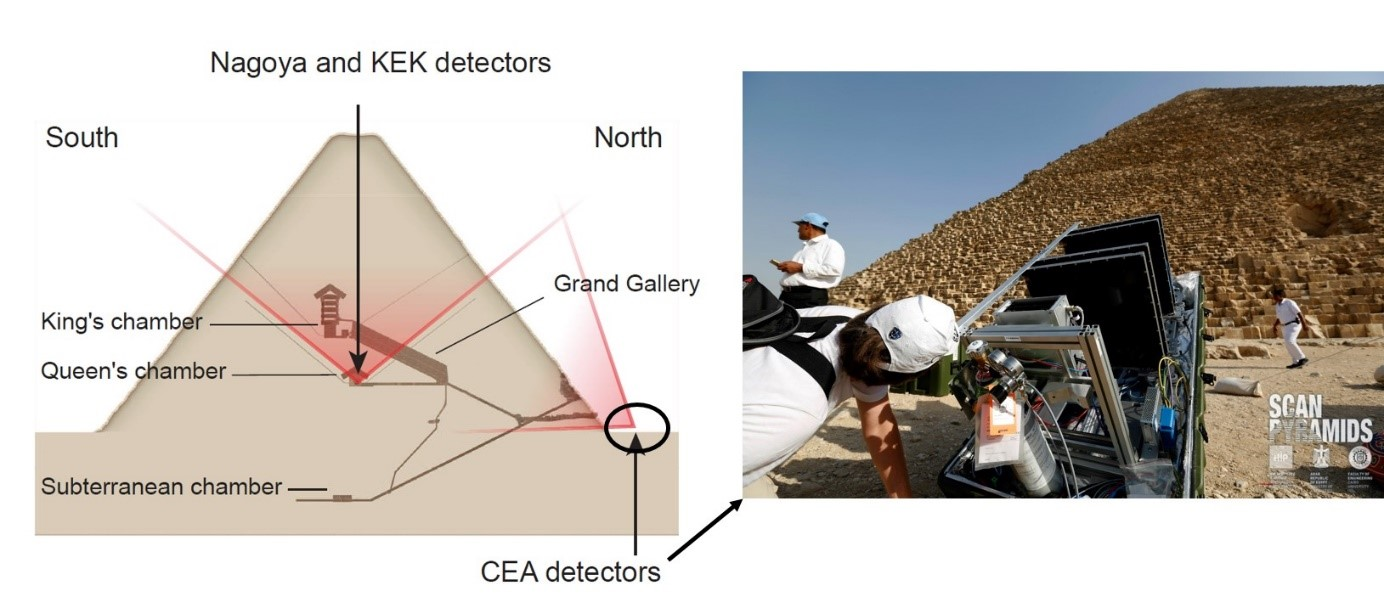 Nagoya and KEK detectors
South
North
Grand Gallery
King's chamber
Queen's chamber
Subterranean chamber
CEA detectors
SCAN
PYRAMIDS